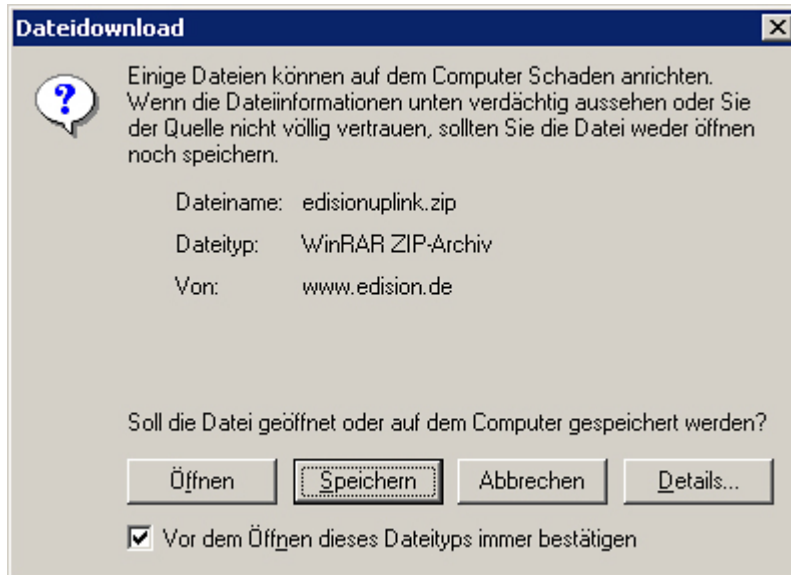 Dateidownload
Einige Dateien können auf dem Computer Schaden anrichten.
Wenn die Dateiinformationen unten verdächtig aussehen oder Sie
der Quelle nicht völlig vertrauen, sollten Sie die Datei weder öffnen
noch speichern.
Dateiname: edisionuplink.zip
Dateityp: WinRAR ZIP-Archiv
Von: www.edision.de
Soll die Datei geöffnet oder auf dem Computer gespeichert werden?
Öffnen Speichern Abbrechen Details...
Vor dem Öffnen dieses Dateityps immer bestätigen